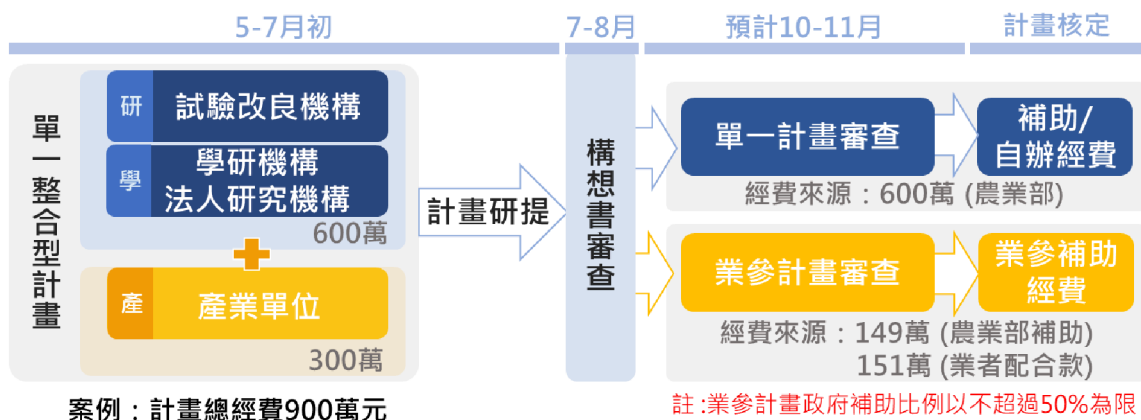 5-7月初
7-8月
預計10-11月
計畫核定
單一整合型計畫
研
試驗改良機構
學
學研機構
法人研究機構
600萬
產
產業單位
300萬
案例：計畫總經費900萬元
計畫研提
構想書審查
單一計畫審查
補助/
自辦經費
經費來源：600萬 (農業部)
業參計畫審查
業參補助
經費
經費來源：149萬 (農業部補助)
151萬 (業者配合款)
註:業參計畫政府補助比例以不超過50%為限